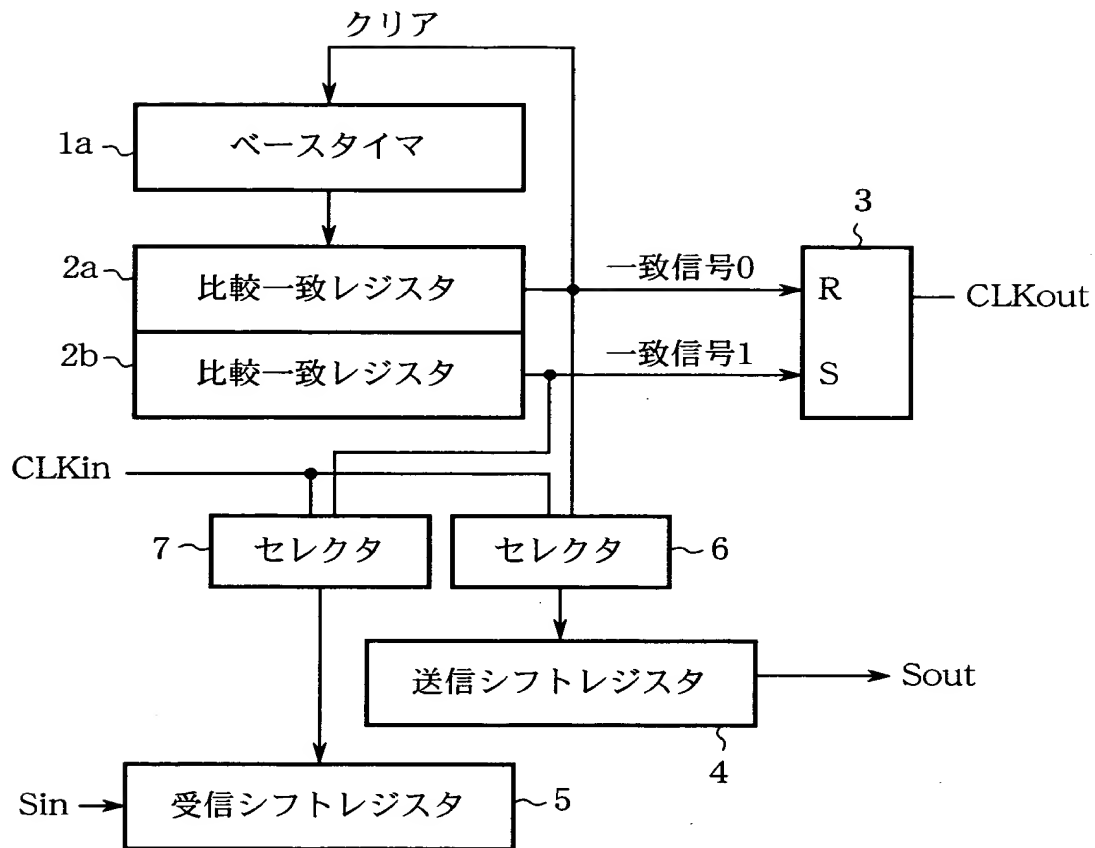 クリア
1a
ベースタイマ
3
2a
比較一致レジスタ
一致信号0
R
CLKout
2b
比較一致レジスタ
一致信号1
S
CLKin
7
セレクタ
セレクタ
6
送信シフトレジスタ
Sout
4
Sin
受信シフトレジスタ
5